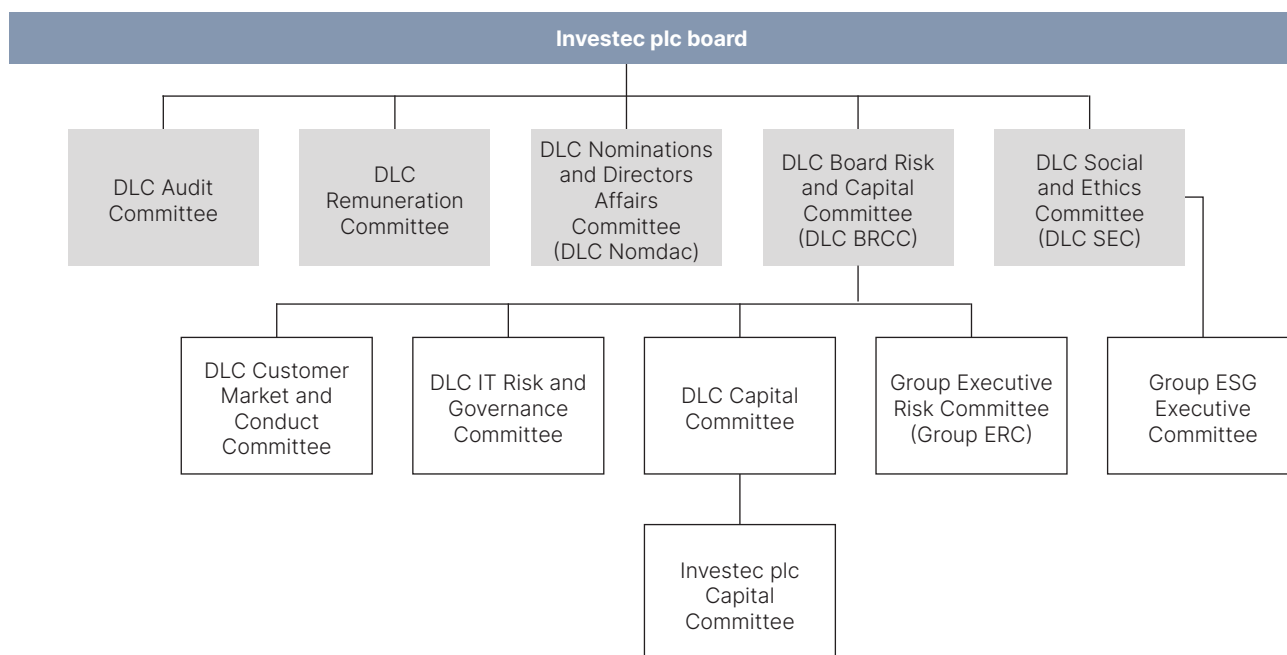 Investec plc board
DLC Audit
Committee
DLC
Remuneration
Committee
DLC Nominations
and Directors
Affairs
Committee
(DLC Nomdac)
DLC Board Risk
and Capital
Committee
(DLC BRCC)
DLC Social
and Ethics
Committee
(DLC SEC)
DLC Customer
Market and
Conduct
Committee
DLC IT Risk and
Governance
Committee
DLC Capital
Committee
Group Executive
Risk Committee
(Group ERC)
Group ESG
Executive
Committee
Investec plc
Capital
Committee